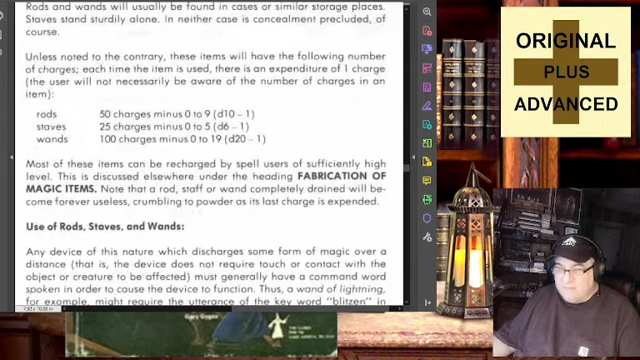 Rods and wands will usually be found in cases or similar storage places.
Staves stand sturdily alone. In neither case is concealment precluded, of
course.
Unless noted to the contrary, these items will have the following number
of charges; each time the item is used, there is an expenditure of 1 charge
(the user will not necessarily be aware of the number of charges in an
item):
rods 50 charges minus 0 to 9 (d10 – 1)
staves 25 charges minus 0 to 5 (d6 – 1)
wands 100 charges minus 0 to 19 (d20 – 1)
Most of these items can be recharged by spell users of sufficiently high
level. This is discussed elsewhere under the heading FABRICATION OF
MAGIC ITEMS. Note that a rod, staff or wand completely drained will be-
come forever useless, crumbling to powder as its last charge is expended.
Use of Rods, Staves, and Wands:
Any device of this nature which discharges some form of magic over a
distance (that is, the device does not require touch or contact with the
object or creature to be affected) must generally have a command word
spoken in order to cause the device to function. Thus, a wand of lightning,
for example, might require the utterance of the key word "blitzen" in
ORIGINAL
PLUS
ADVANCED
Gary Gygax